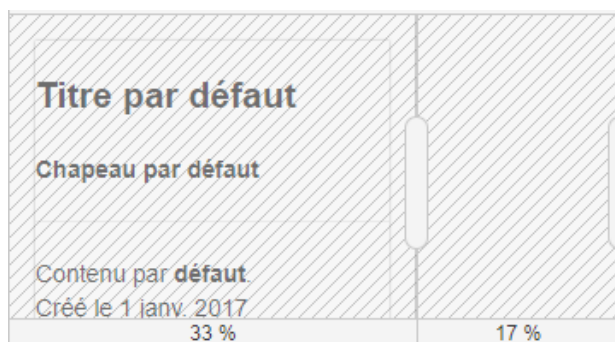 Titre par défaut
Chapeau par défaut
Contenu par défaut.
Créé le 1 janv. 2017
33 %
17 %